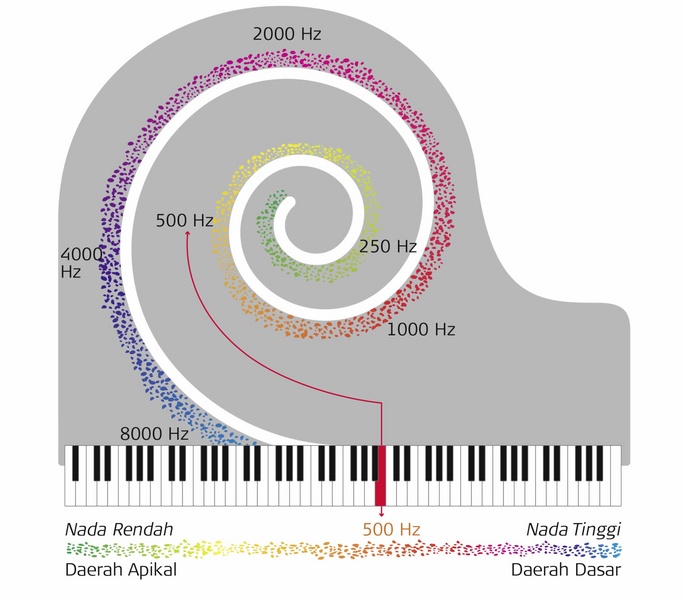 2000 Hz
500 Hz
250 Hz
4000
Hz
1000 Hz
8000 Hz
Nada Rendah
500 Hz
Nada Tinggi
Daerah Apikal
Daerah Dasar